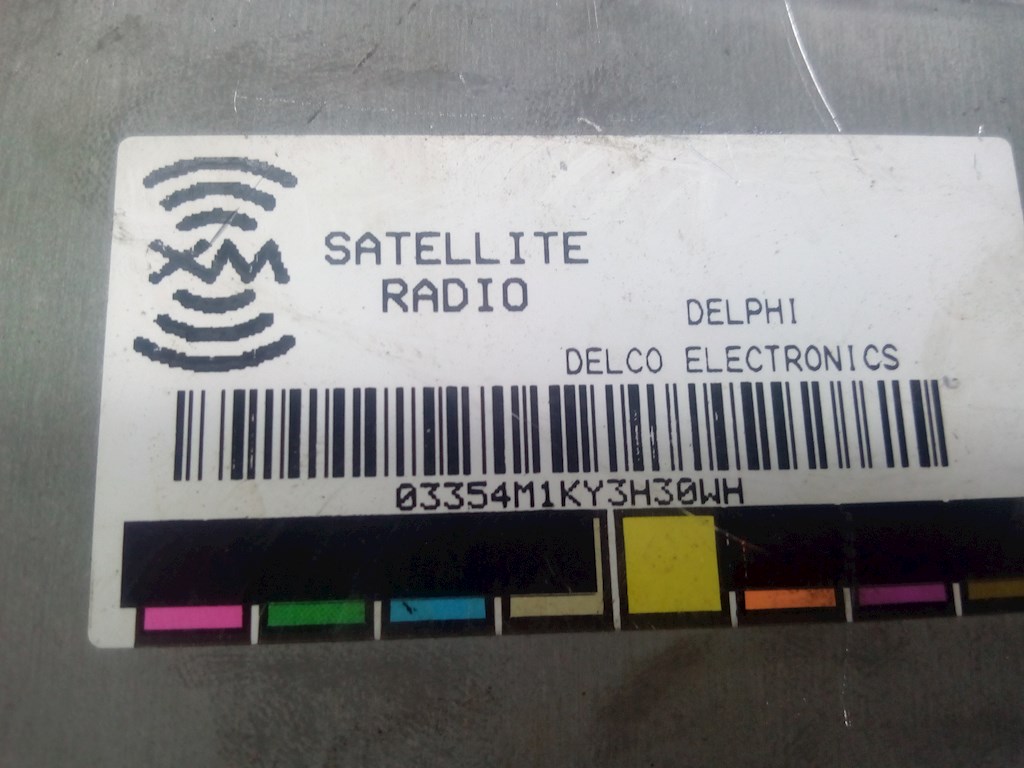 XM
SATELLITE
RADIO
DELPHI
DELCO ELECTRONICS
03354M1KY3H30WH